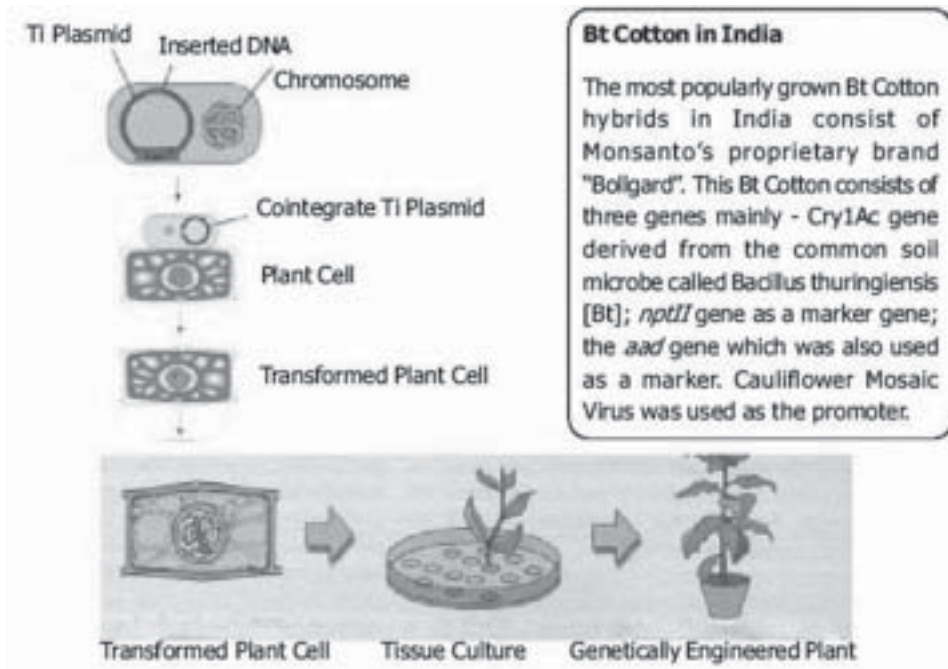 Ti Plasmid
Inserted DNA
Chromosome
Cointegrate Ti Plasmid
Plant Cell
Transformed Plant Cell
Transformed Plant Cell
Tissue Culture
Genetically Engineered Plant
Bt Cotton in India
The most popularly grown Bt Cotton
hybrids in India consist of
Monsanto's proprietary brand
"Bollgard". This Bt Cotton consists of
three genes mainly - Cry1Ac gene
derived from the common soil
microbe called Bacillus thuringiensis
[Bt]; nptII gene as a marker gene;
the aad gene which was also used
as a marker. Cauliflower Mosaic
Virus was used as the promoter.